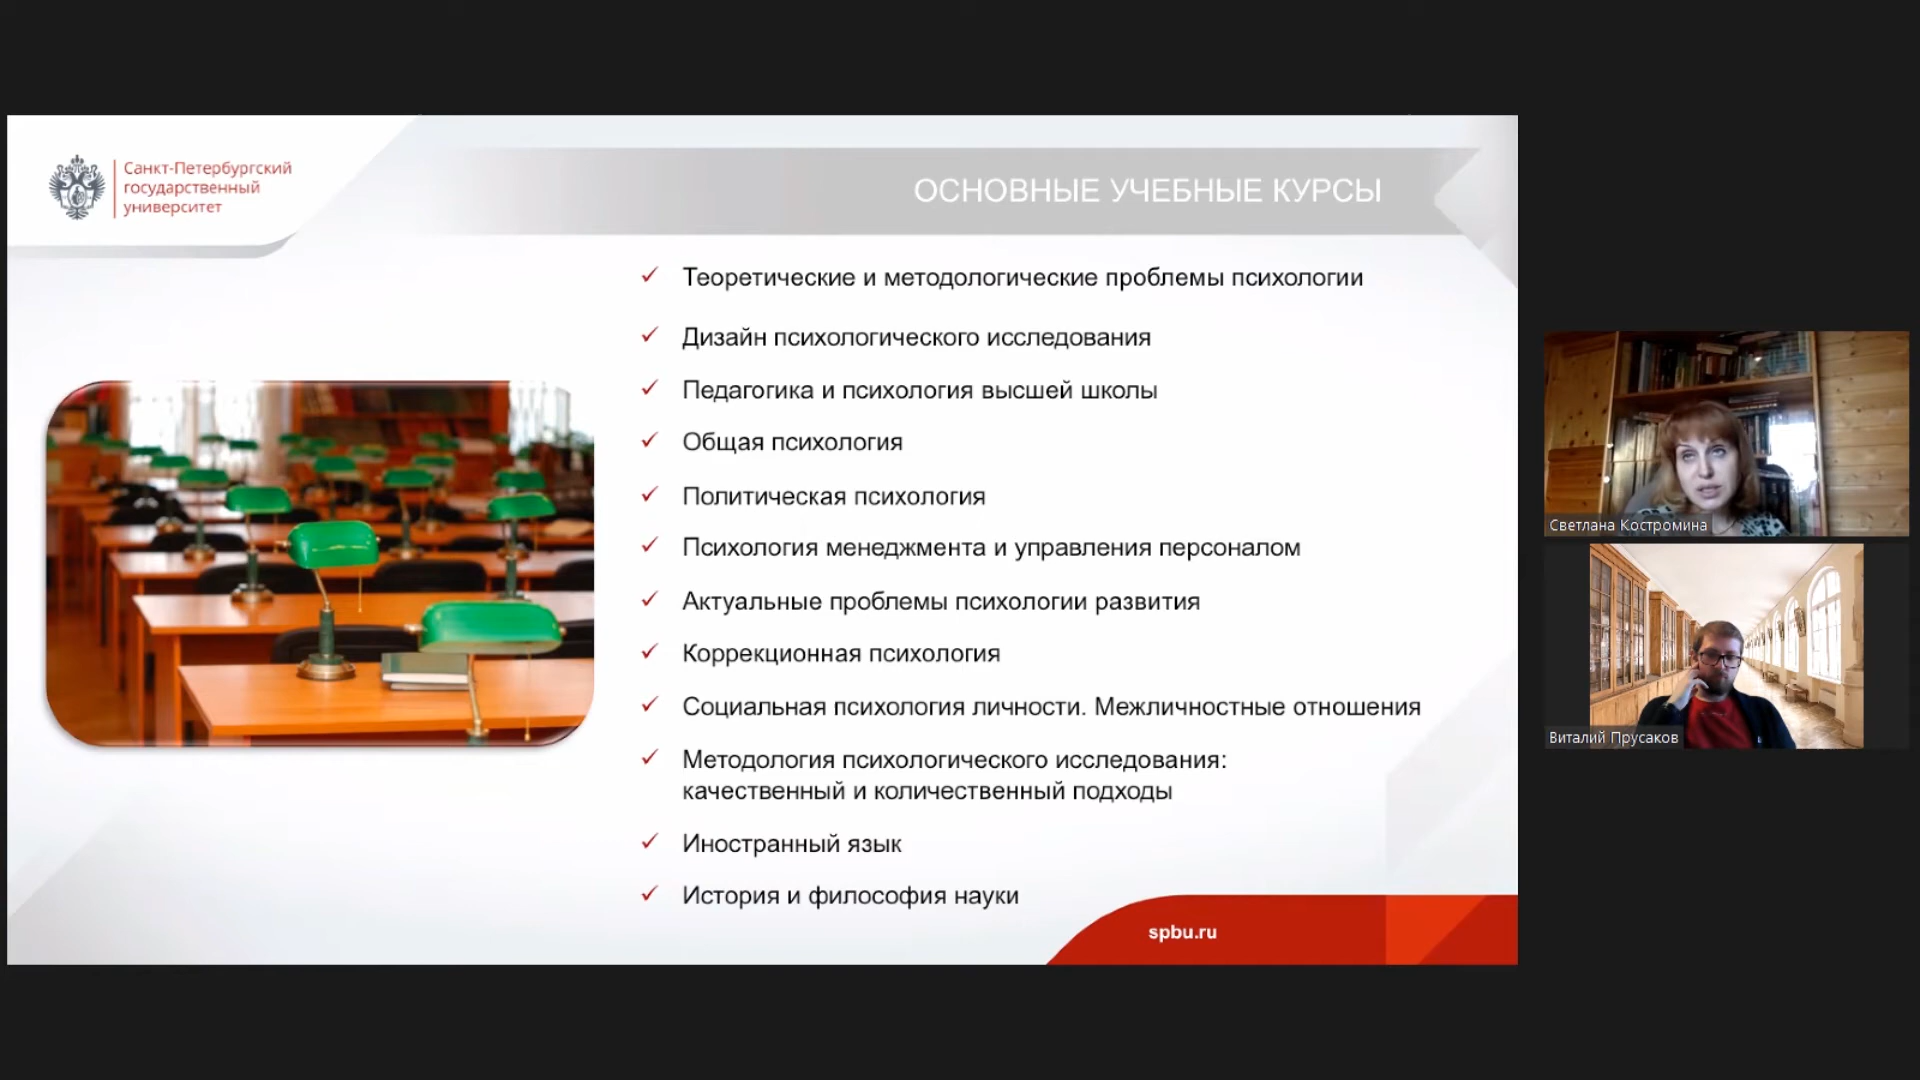 Санкт-Петербургский
государственный
университет
ОСНОВНЫЕ УЧЕБНЫЕ КУРСЫ
Теоретические и методологические проблемы психологии
Дизайн психологического исследования
Педагогика и психология высшей школы
Общая психология
Политическая психология
Психология менеджмента и управления персоналом
Актуальные проблемы психологии развития
Коррекционная психология
Социальная психология личности. Межличностные отношения
Методология психологического исследования:
качественный и количественный подходы
Иностранный язык
История и философия науки
spbu.ru
Светлана Костромина
Виталий Прусаков